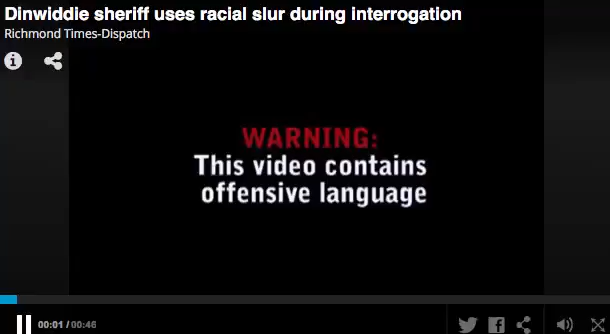 Dinwiddie sheriff uses racial slur during interrogation
Richmond Times-Dispatch
WARNING:
This video contains
offensive language
00:01 / 00:46